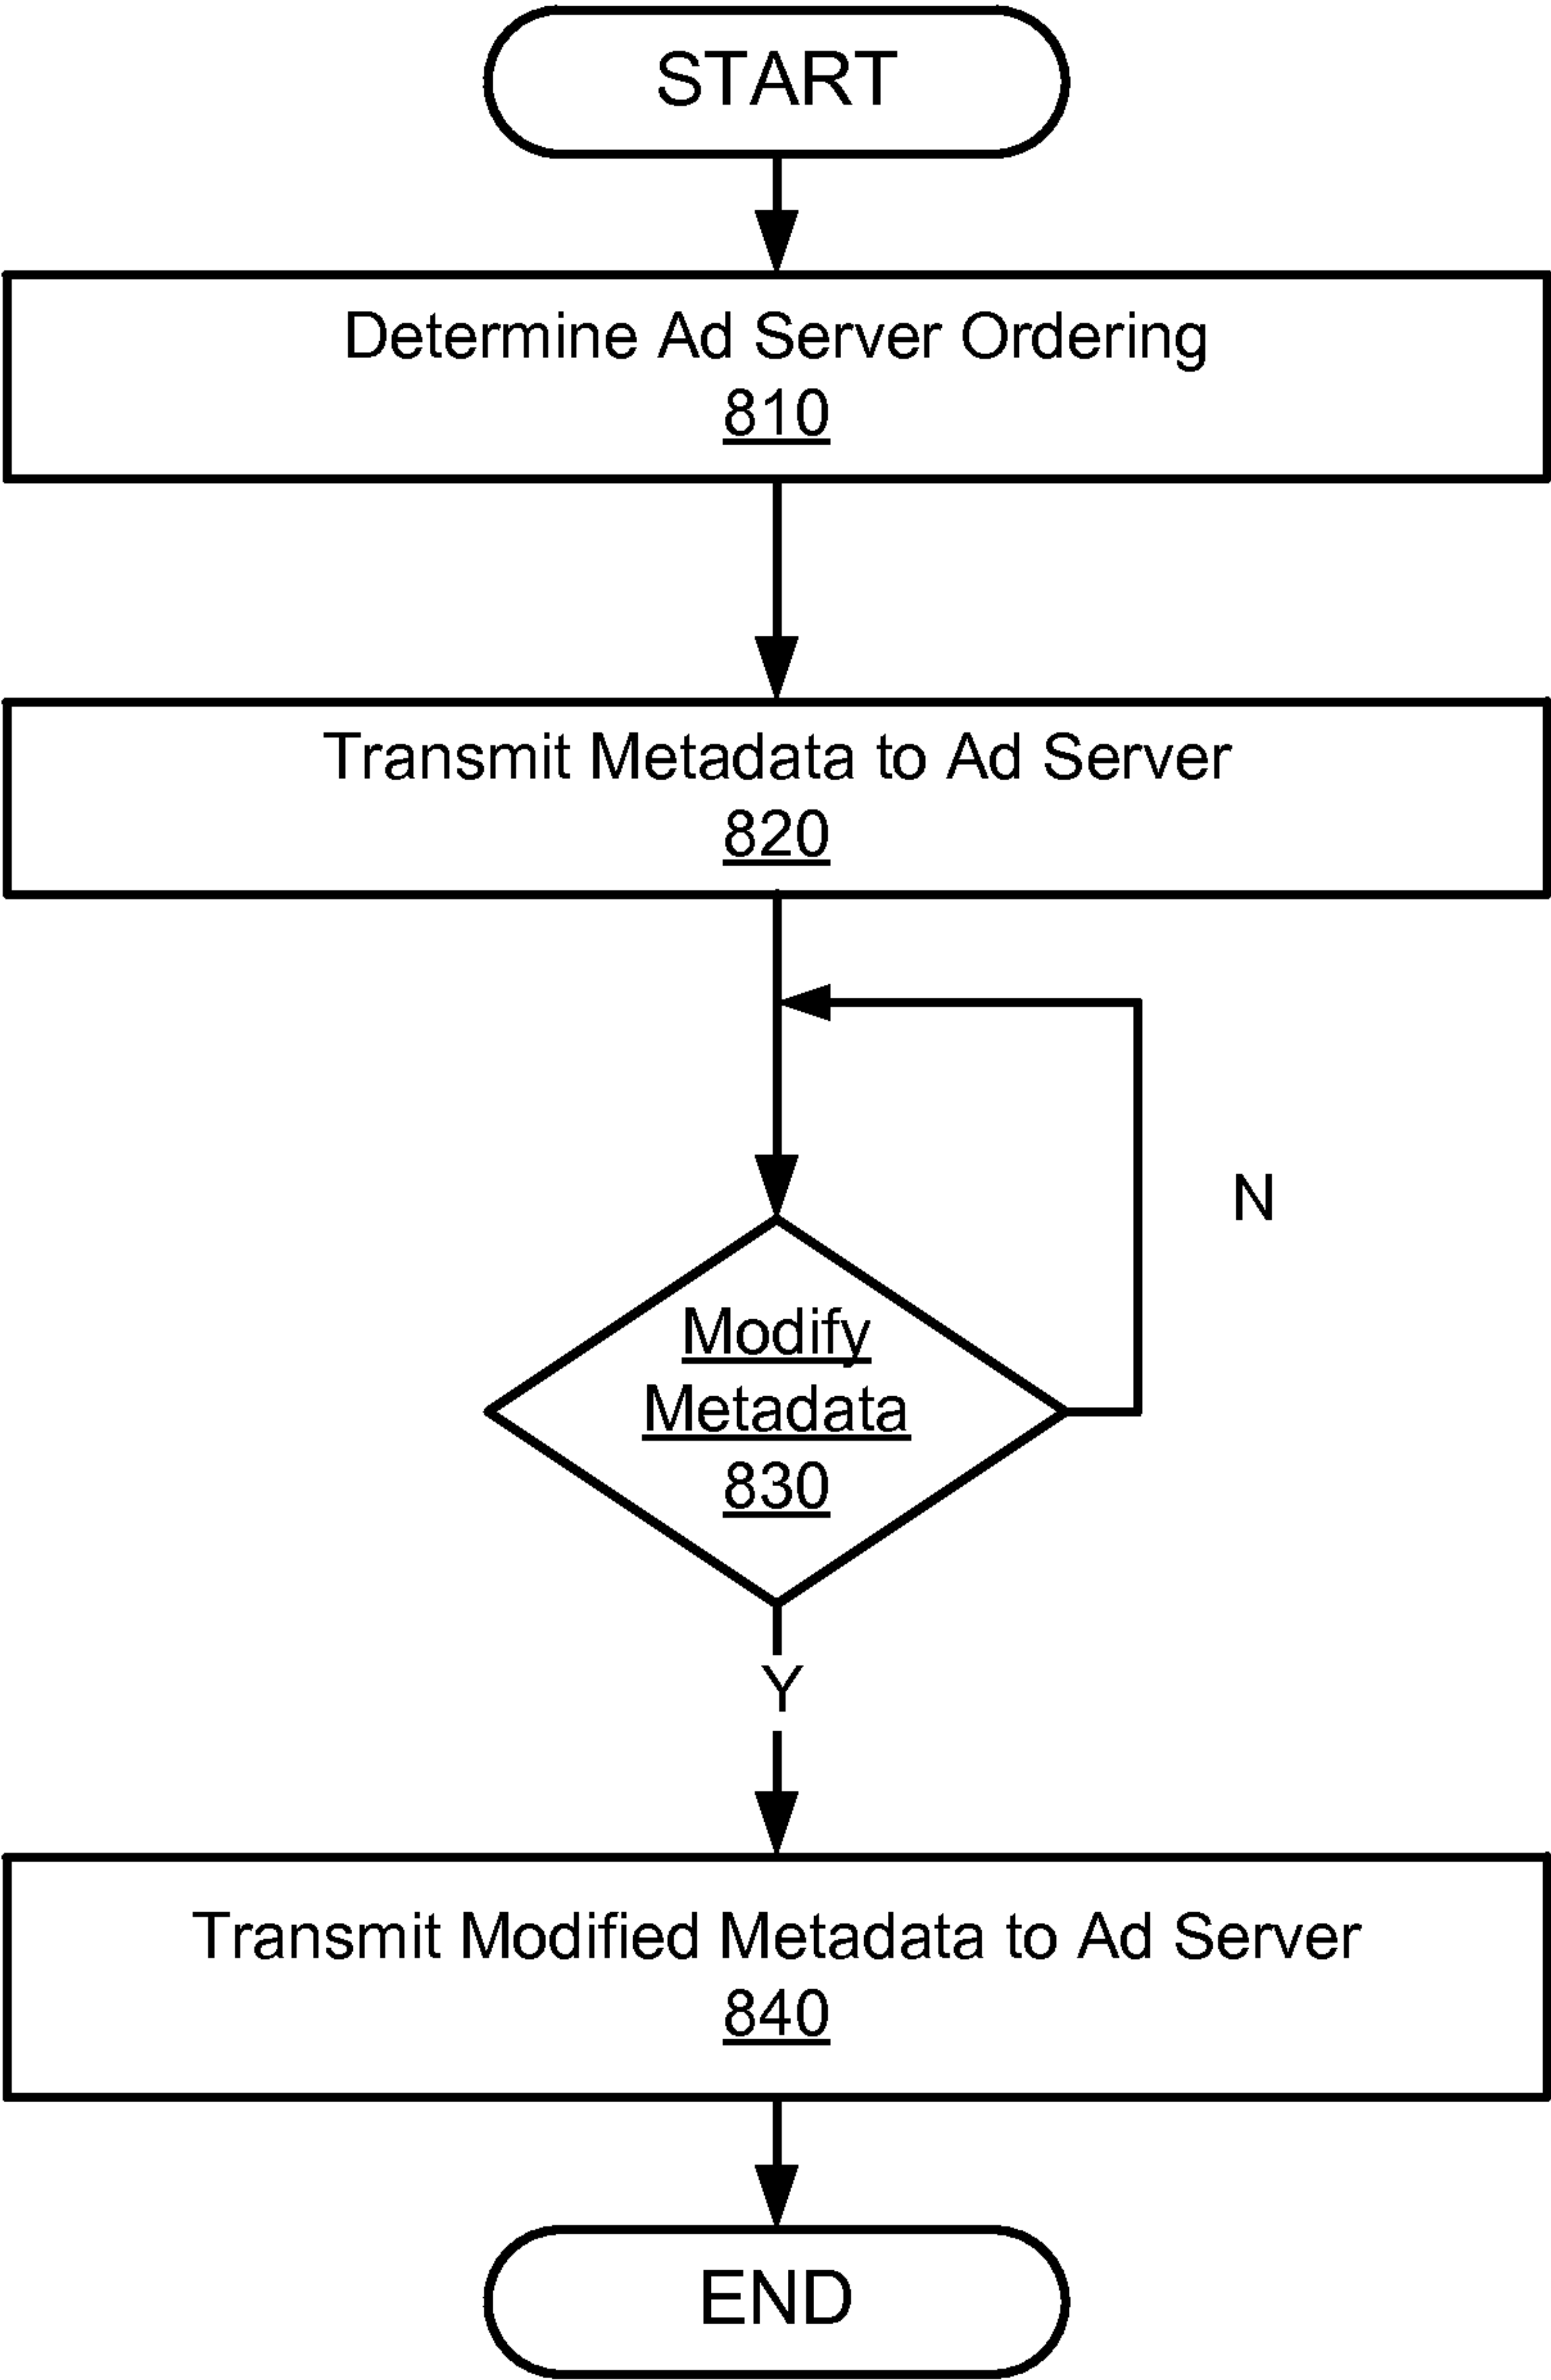 START
Determine Ad Server Ordering
810
Transmit Metadata to Ad Server
820
N
Modify
Metadata
830
Y
Transmit Modified Metadata to Ad Server
840
END